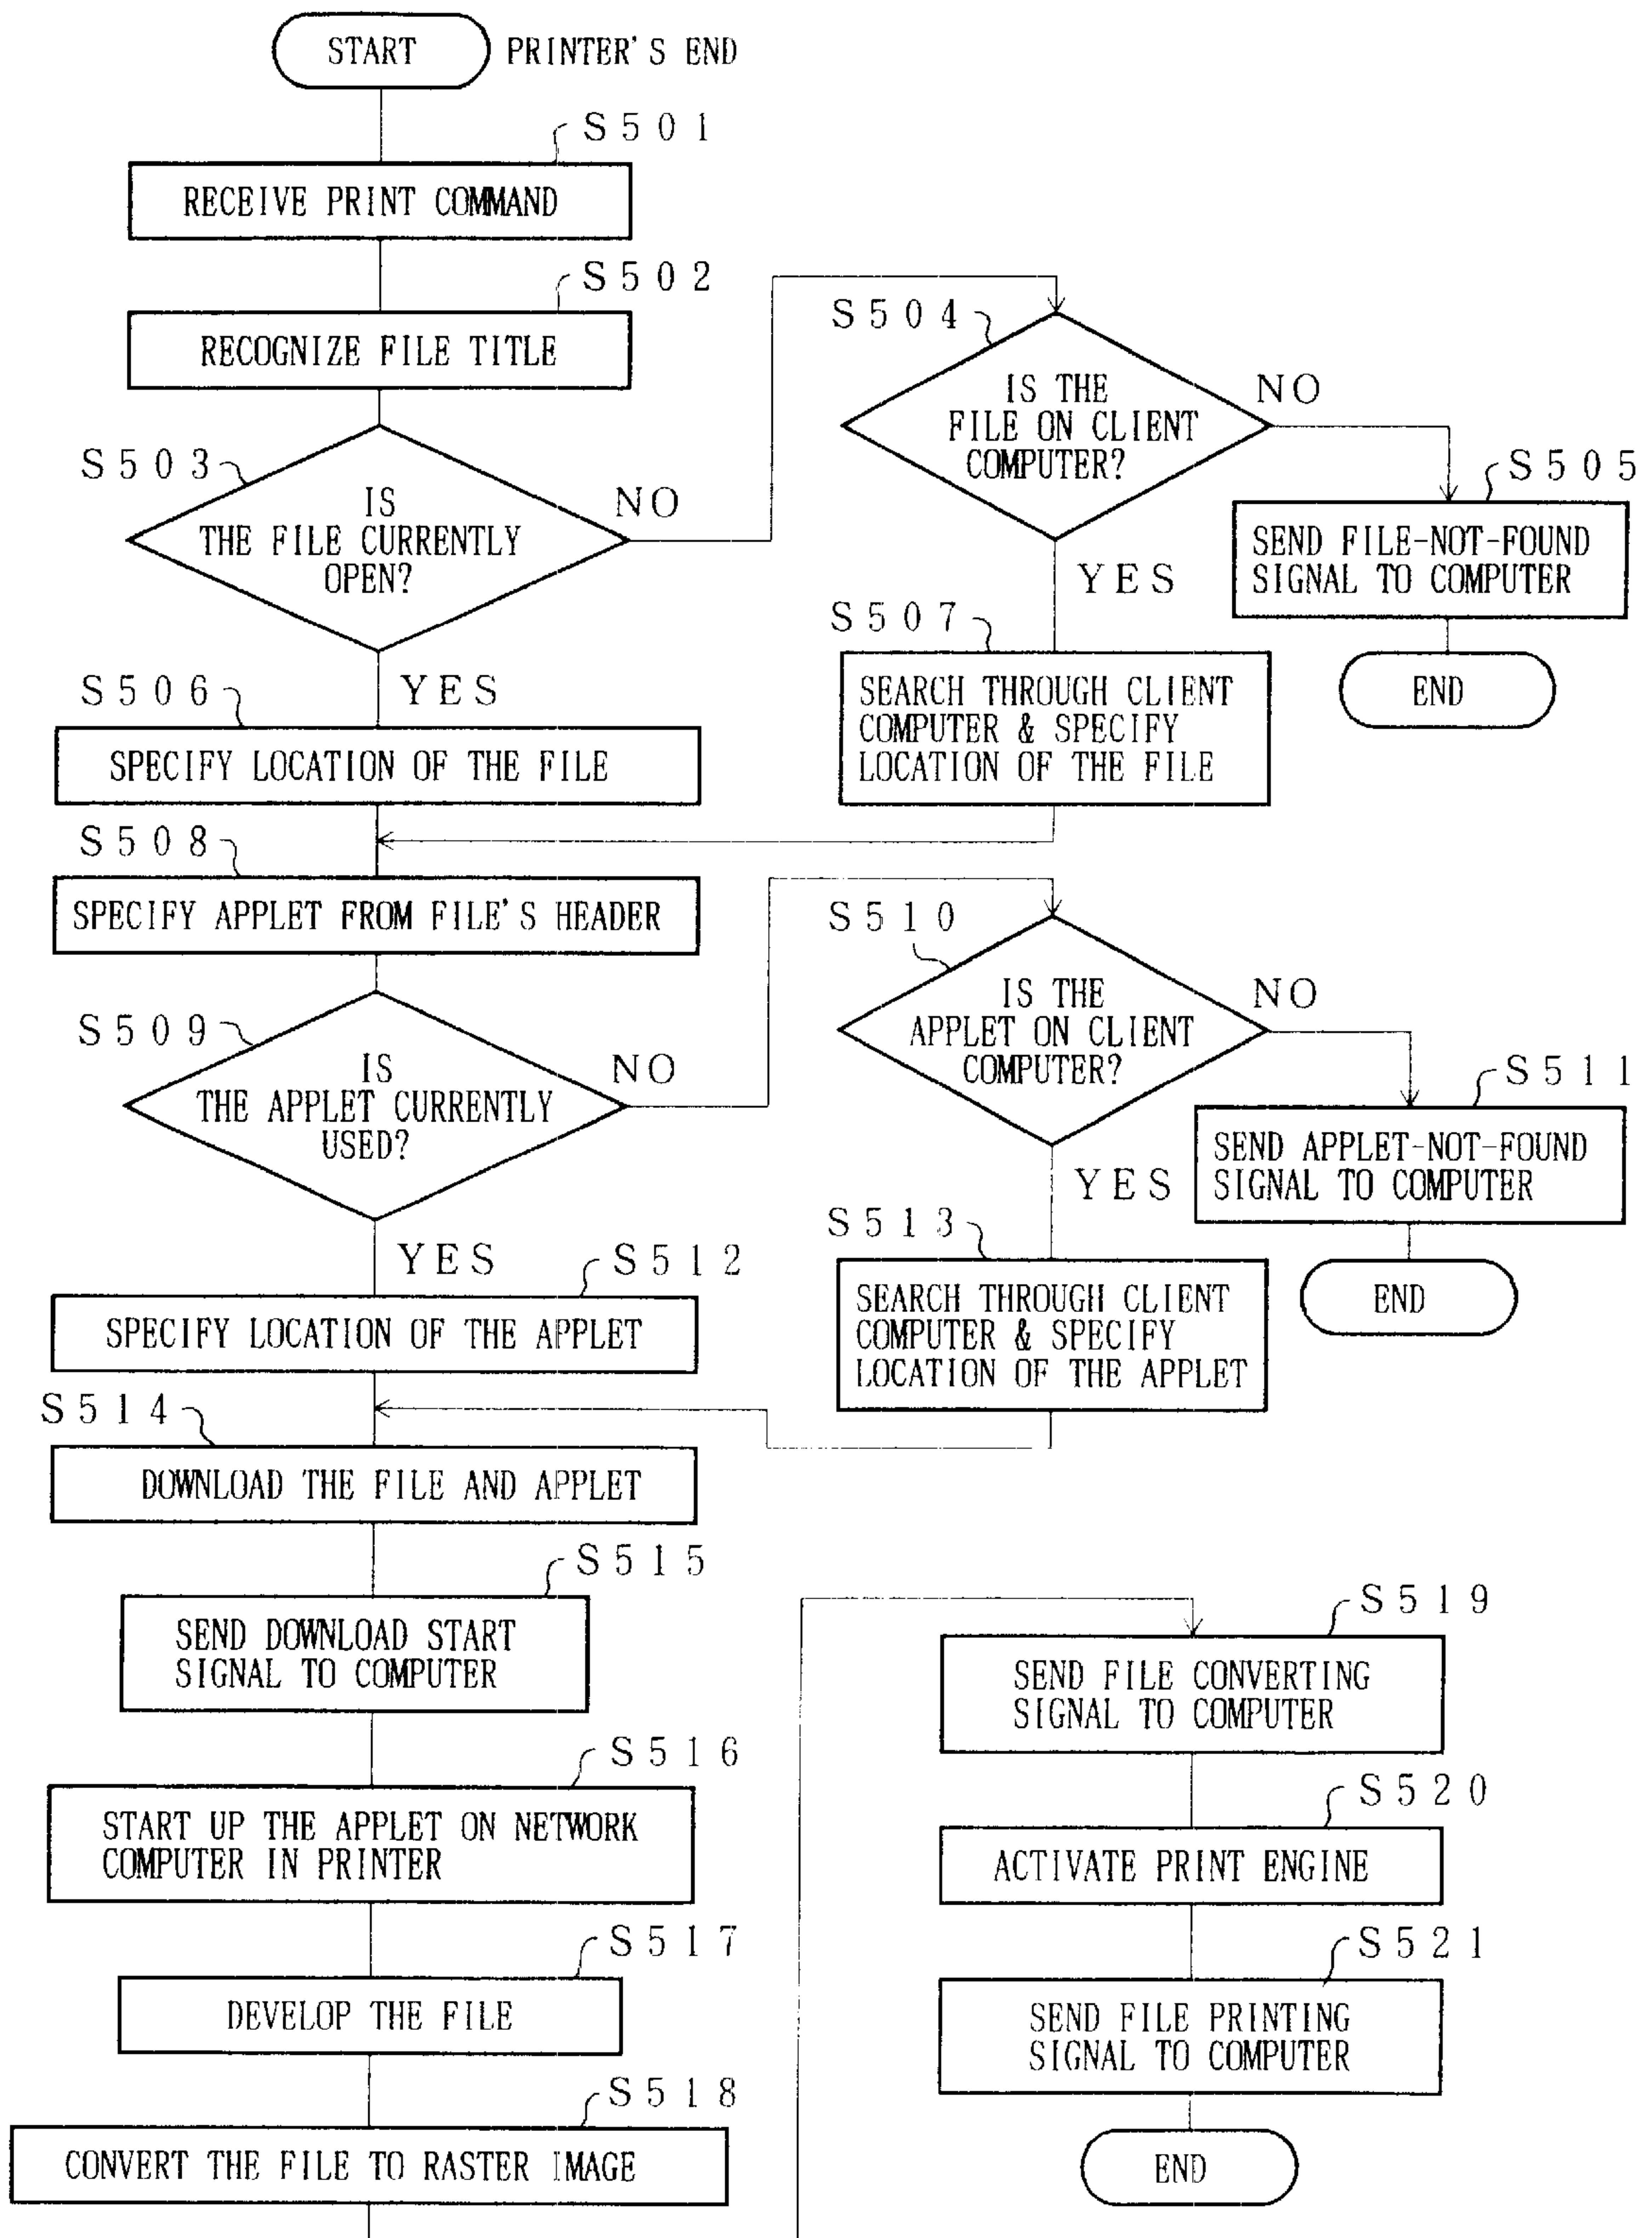 START
PRINTER'S END
S501
RECEIVE PRINT COMMAND
S502
RECOGNIZE FILE TITLE
S503
IS
THE FILE CURRENTLY
OPEN?
NO
YES
S504
IS THE
FILE ON CLIENT
COMPUTER?
NO
YES
S505
SEND FILE-NOT-FOUND
SIGNAL TO COMPUTER
END
S506
SPECIFY LOCATION OF THE FILE
S507
SEARCH THROUGH CLIENT
COMPUTER & SPECIFY
LOCATION OF THE FILE
S508
SPECIFY APPLET FROM FILE'S HEADER
S509
IS
THE APPLET CURRENTLY
USED?
NO
YES
S510
IS THE
APPLET ON CLIENT
COMPUTER?
NO
YES
S511
SEND APPLET-NOT-FOUND
SIGNAL TO COMPUTER
END
S512
SPECIFY LOCATION OF THE APPLET
S513
SEARCH THROUGH CLIENT
COMPUTER & SPECIFY
LOCATION OF THE APPLET
S514
DOWNLOAD THE FILE AND APPLET
S515
SEND DOWNLOAD START
SIGNAL TO COMPUTER
S516
START UP THE APPLET ON NETWORK
COMPUTER IN PRINTER
S517
DEVELOP THE FILE
S518
CONVERT THE FILE TO RASTER IMAGE
S519
SEND FILE CONVERTING
SIGNAL TO COMPUTER
S520
ACTIVATE PRINT ENGINE
S521
SEND FILE PRINTING
SIGNAL TO COMPUTER
END